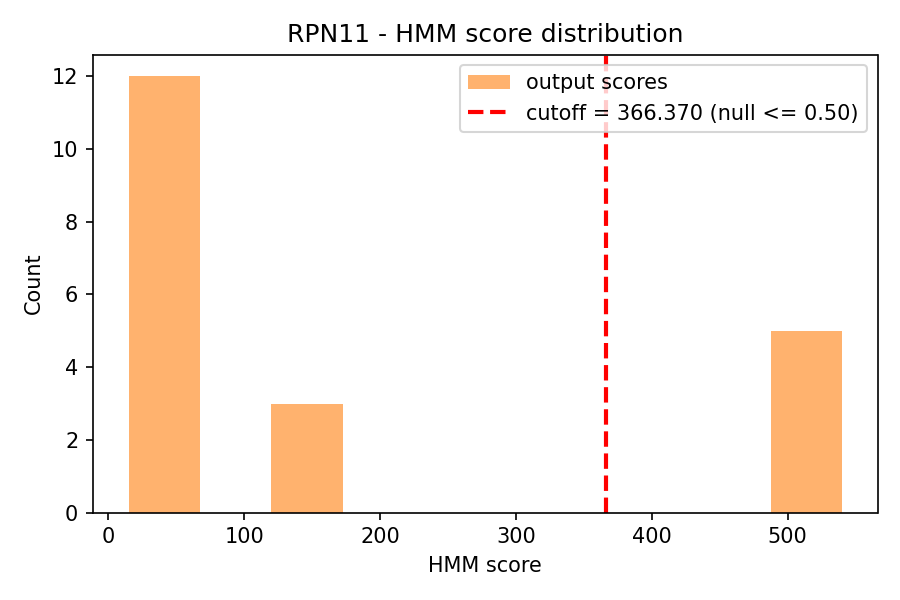 RPN11 - HMM score distribution
output scores
cutoff = 366.370 (null <= 0.50)
Count
12
10
8
6
4
2
0
0 100 200 300 400 500
HMM score